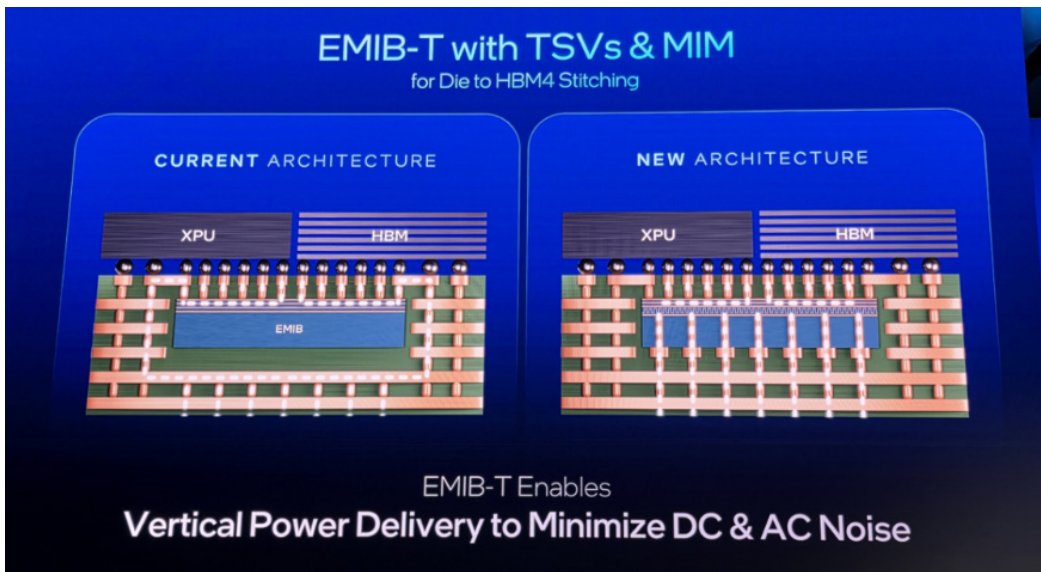 EMIB-T with TSVs & MIM
for Die to HBM4 Stitching
CURRENT ARCHITECTURE
XPU
HBM
EMIB
NEW ARCHITECTURE
XPU
HBM
EMIB-T Enables
Vertical Power Delivery to Minimize DC & AC Noise